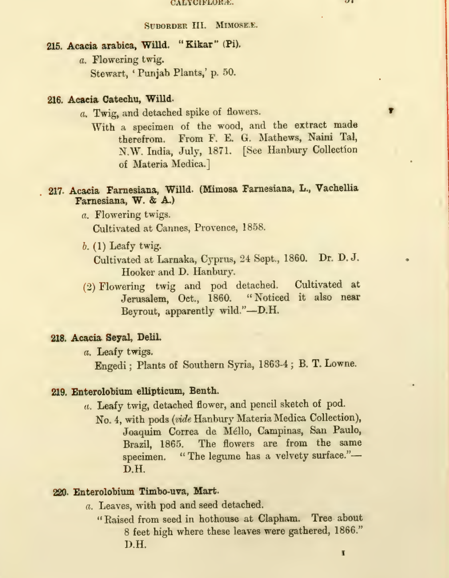 CALYCIFLORÆ.
Suborder III. Mimoseæ.
215. Acacia arabica, Willd. "Kikar" (Pi).
a. Flowering twig.
Stewart, 'Punjab Plants,' p. 50.
216. Acacia Catechu, Willd.
a. Twig, and detached spike of flowers.
With a specimen of the wood, and the extract made
therefrom. From F. E. G. Mathews, Naini Tal,
N.W. India, July, 1871. [See Hanbury Collection
of Materia Medica.]
217. Acacia Farnesiana, Willd. (Mimosa Farnesiana, L., Vachellia
Farnesiana, W. & A.)
a. Flowering twigs.
Cultivated at Cannes, Provence, 1858.
b. (1) Leafy twig.
Cultivated at Larnaka, Cyprus, 24 Sept., 1860. Dr. D. J.
Hooker and D. Hanbury.
(2) Flowering twig and pod detached. Cultivated at
Jerusalem, Oct., 1860. "Noticed it also near
Beyrout, apparently wild."—D.H.
218. Acacia Seyal, Delil.
a. Leafy twigs.
Engedi; Plants of Southern Syria, 1863-4; B. T. Lowne.
219. Enterolobium ellipticum, Benth.
a. Leafy twig, detached flower, and pencil sketch of pod.
No. 4, with pods (vide Hanbury Materia Medica Collection),
Joaquim Correa de Méllo, Campinas, San Paulo,
Brazil, 1865. The flowers are from the same
specimen. "The legume has a velvety surface."—
D.H.
220. Enterolobium Timbo-uva, Mart.
a. Leaves, with pod and seed detached.
"Raised from seed in hothouse at Clapham. Tree about
8 feet high where these leaves were gathered, 1866."
D.H.